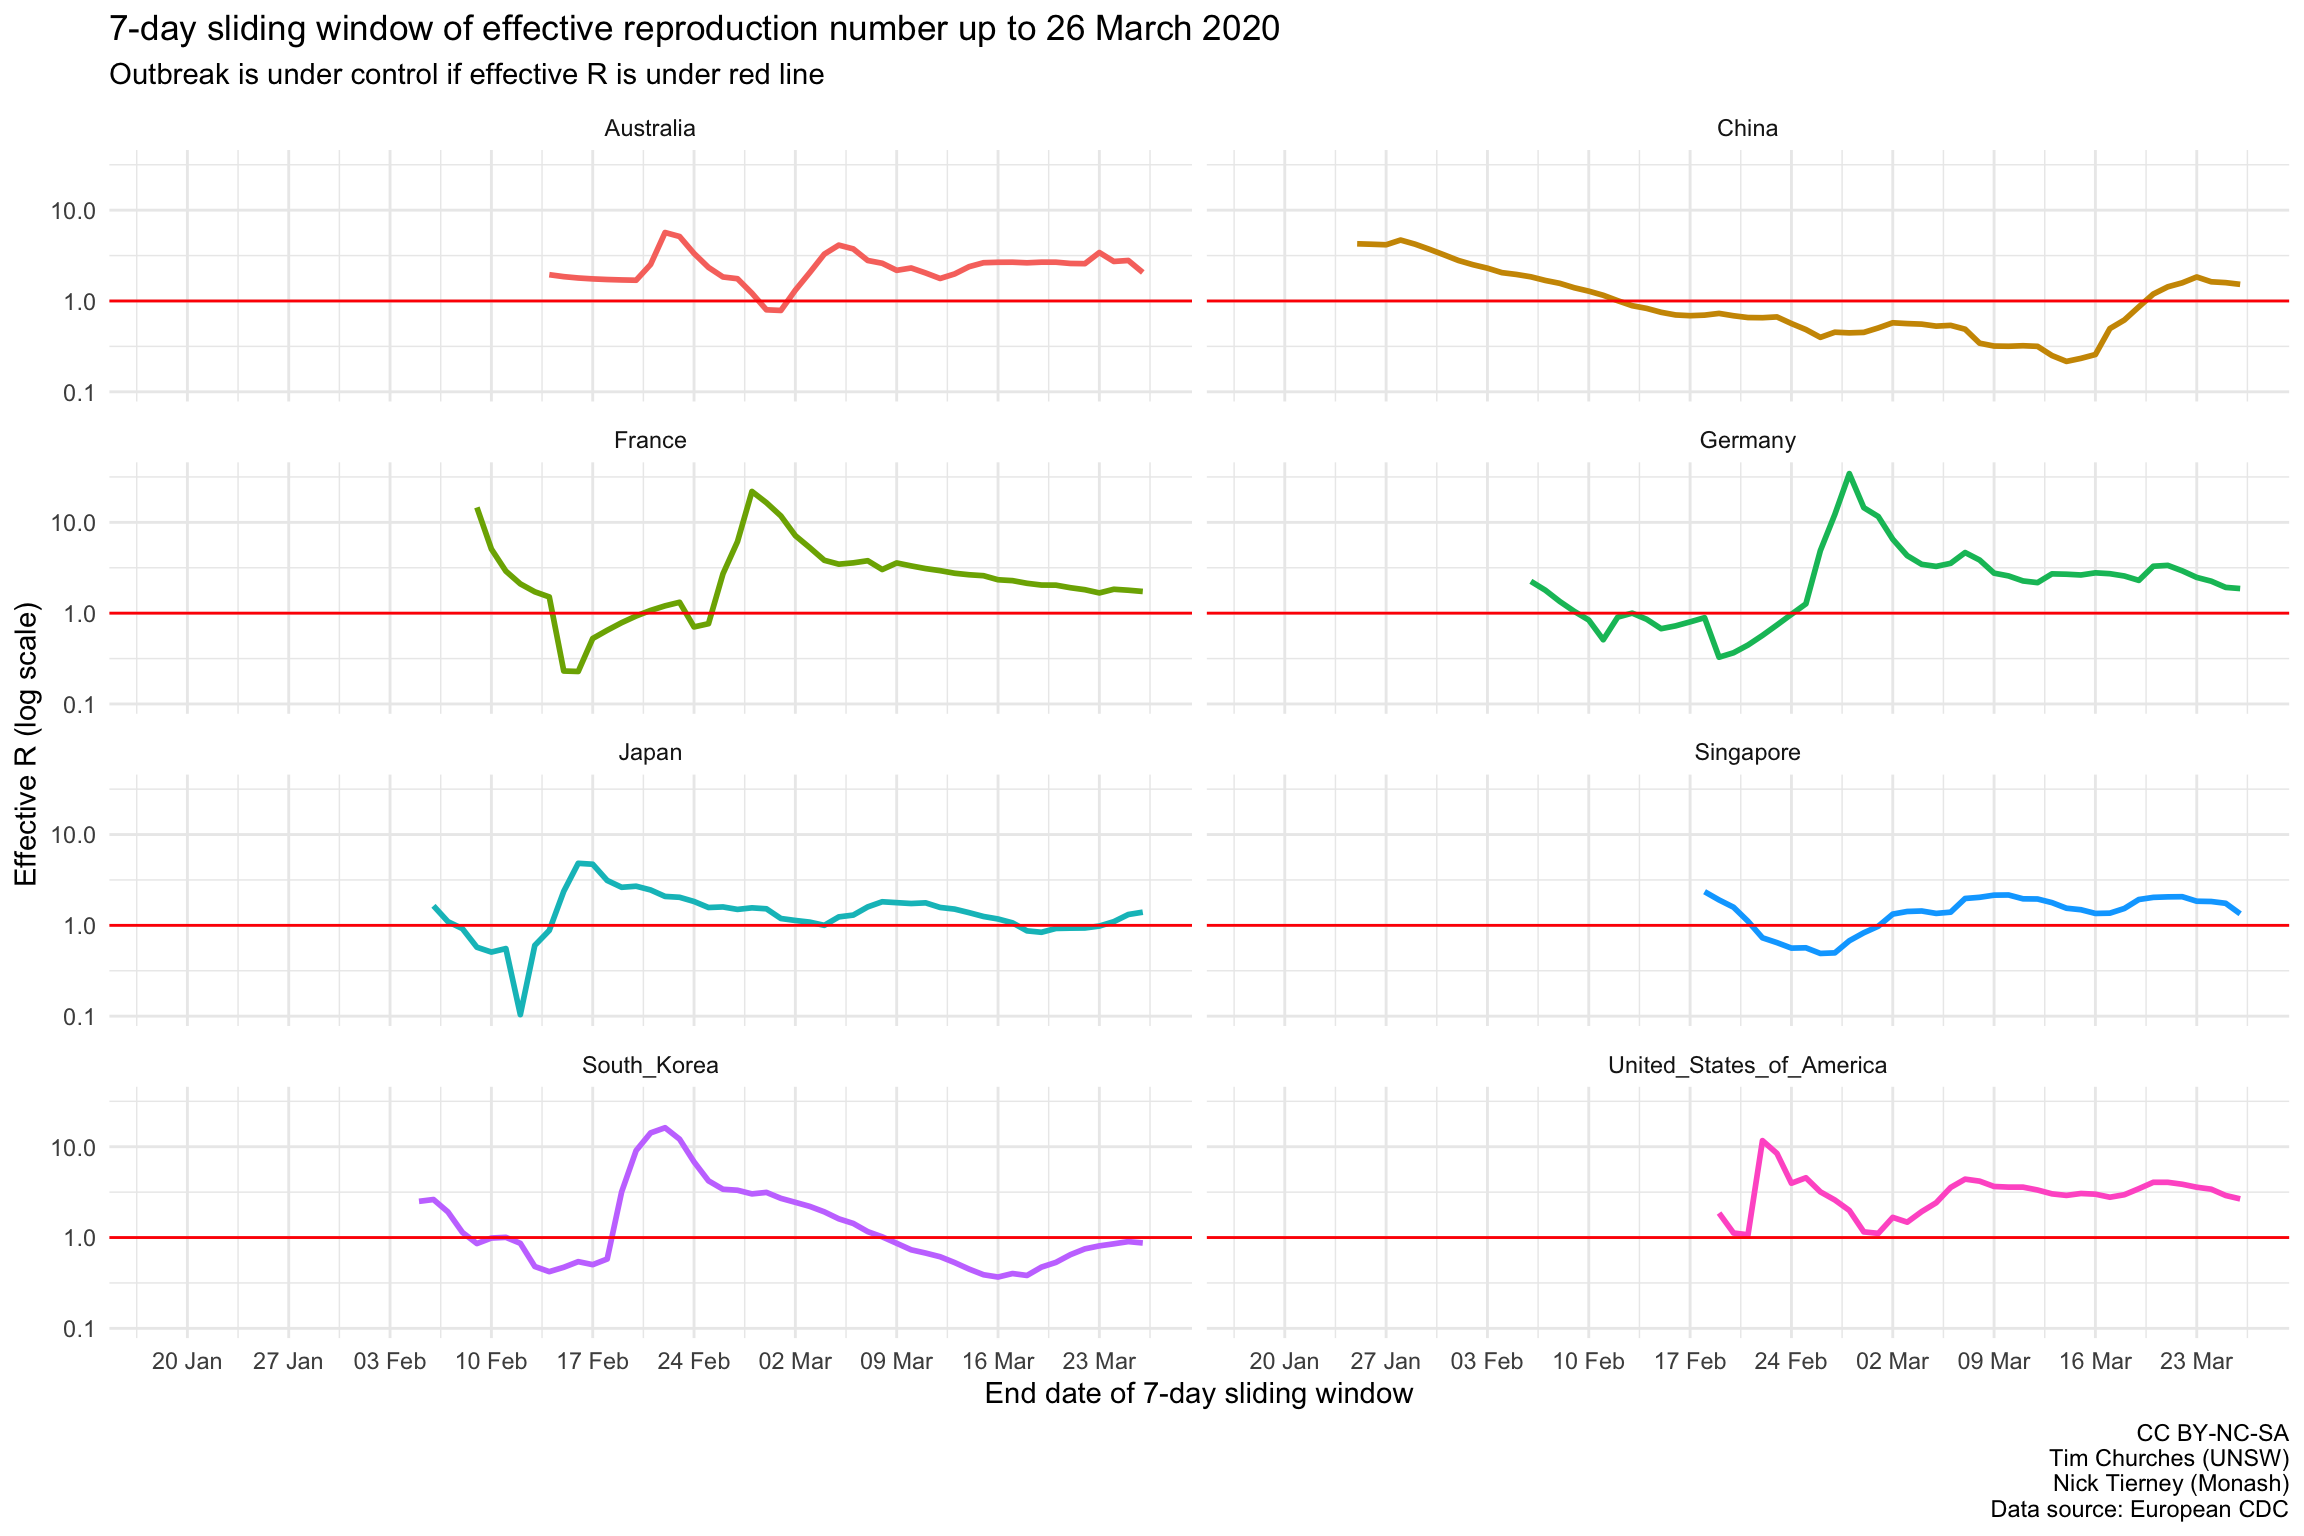 7-day sliding window of effective reproduction number up to 26 March 2020
Outbreak is under control if effective R is under red line
Australia
China
10.0
1.0
0.1
France
Germany
10.0
1.0
0.1
Effective R (log scale)
Japan
Singapore
10.0
1.0
0.1
South_Korea
United_States_of_America
10.0
1.0
0.1
20 Jan 27 Jan 03 Feb 10 Feb 17 Feb 24 Feb 02 Mar 09 Mar 16 Mar 23 Mar
20 Jan 27 Jan 03 Feb 10 Feb 17 Feb 24 Feb 02 Mar 09 Mar 16 Mar 23 Mar
End date of 7-day sliding window
CC BY-NC-SA
Tim Churches (UNSW)
Nick Tierney (Monash)
Data source: European CDC